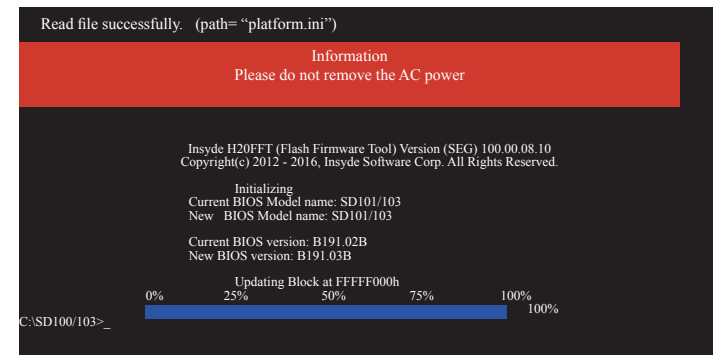 Read file successfully. (path= “platform.ini”)
Information
Please do not remove the AC power
Insyde H20FFT (Flash Firmware Tool) Version (SEG) 100.00.08.10
Copyright(c) 2012 - 2016, Insyde Software Corp. All Rights Reserved.
Initializing
Current BIOS Model name: SD101/103
New BIOS Model name: SD101/103
Current BIOS version: B191.02B
New BIOS version: B191.03B
Updating Block at FFFFF000h
0% 25% 50% 75% 100%
100%
C:\SD100/103>_